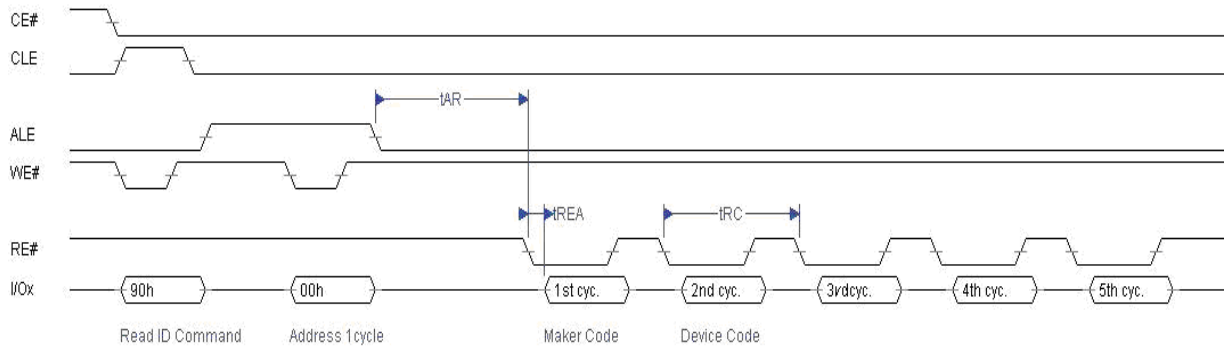 CE#
CLE
tAR
ALE
WE#
tREA
tRC
RE#
I/Ox
90h
00h
1st cyc.
2nd cyc.
3rdcyc.
4th cyc.
5th cyc.
Read ID Command
Address 1cycle
Maker Code
Device Code